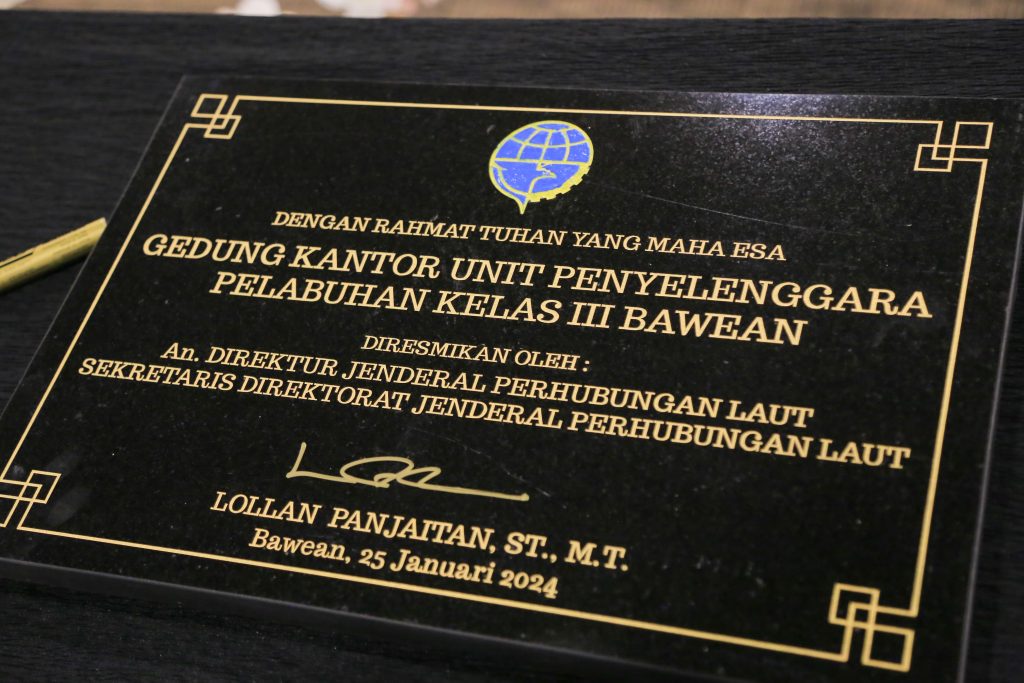 DENGAN RAHMAT TUHAN YANG MAHA ESA
GEDUNG KANTOR UNIT PENYELENGGARA
PELABUHAN KELAS III BAWEAN
DIRESMIKAN OLEH :
An. DIREKTUR JENDERAL PERHUBUNGAN LAUT
SEKRETARIS DIREKTORAT JENDERAL PERHUBUNGAN LAUT
LOLLAN PANJAITAN, ST., M.T.
Bawean, 25 Januari 2024